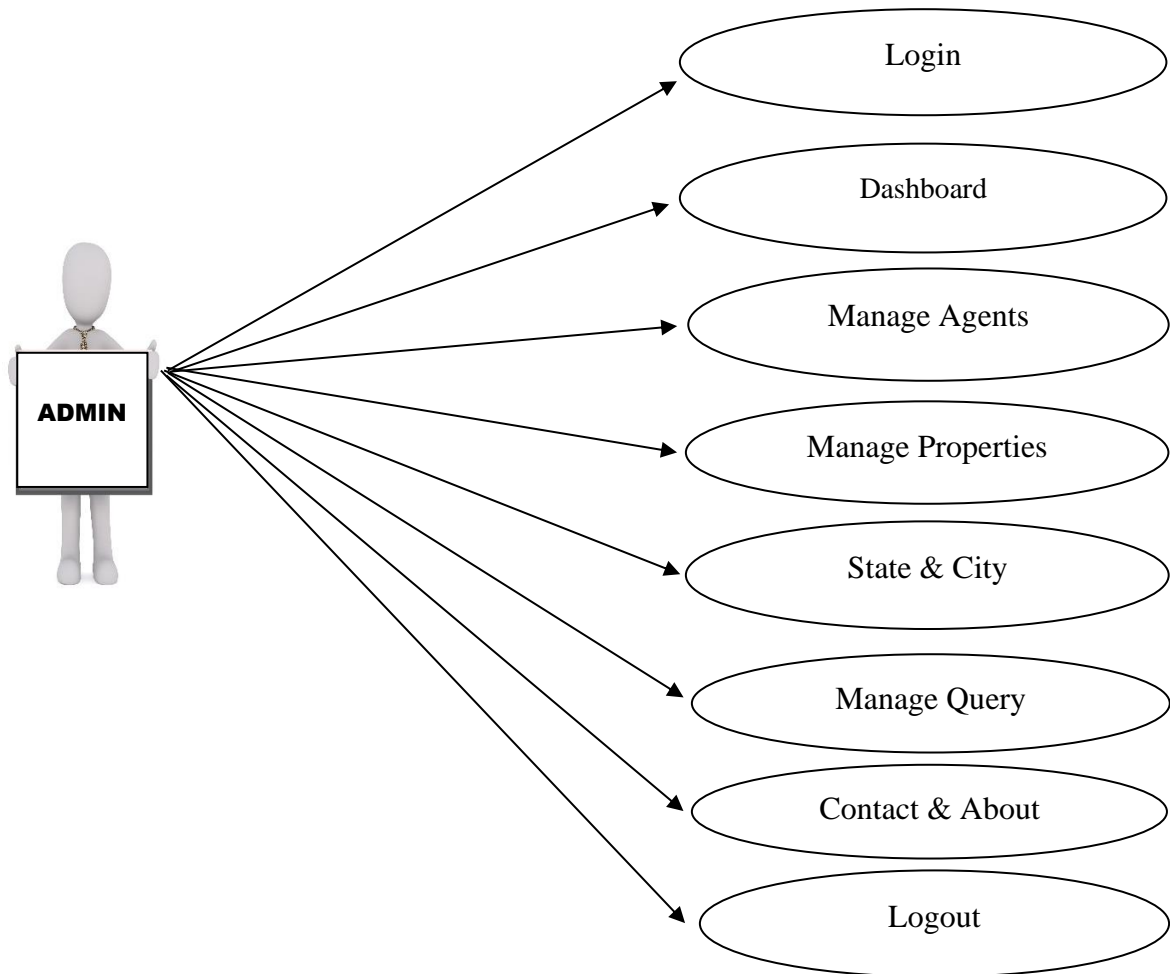 Login
Dashboard
Manage Agents
ADMIN
Manage Properties
State & City
Manage Query
Contact & About
Logout